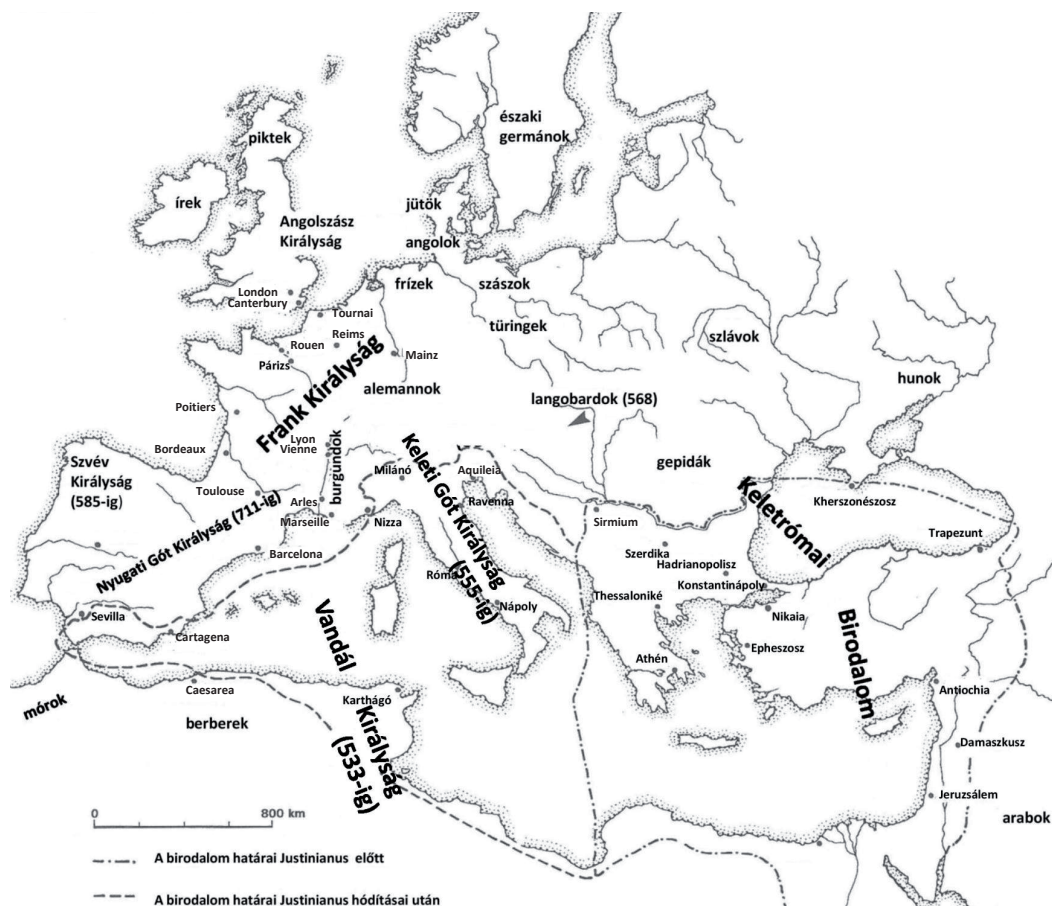 északi
germánok
piktek
írek
jütök
Angolszász
Királyság
angolok
frízek
szászok
London
Canterbury
Tournai
türingek
Rouen
Reims
szlávok
Párizs
Mainz
Frank Királyság
alemannok
hunok
langobardok (568)
Poitiers
Bordeaux
Lyon
Vienne
burgundok
Szvév
Királyság
(585-ig)
Milánó
Aquileia
Keleti Gót Királyság
(555-ig)
gepidák
Toulouse
Arles
Marseille
Nizza
Ravenna
Sirmium
Kherszonészosz
Keletrómai
Birodalom
Trapezunt
Nyugati Gót Királyság (711-ig)
Barcelona
Szerdika
Hadrianopolisz
Konstantinápoly
Róma
Nápoly
Thesszaloniké
Nikaia
Sevilla
Cartagena
Vandál
Királyság
(533-ig)
Athén
Epheszosz
mórok
Caesarea
berberek
Karthágó
Antiochia
Damaszkusz
Jeruzsálem
arabok
0 800 km
A birodalom határai Justinianus előtt
A birodalom határai Justinianus hódításai után